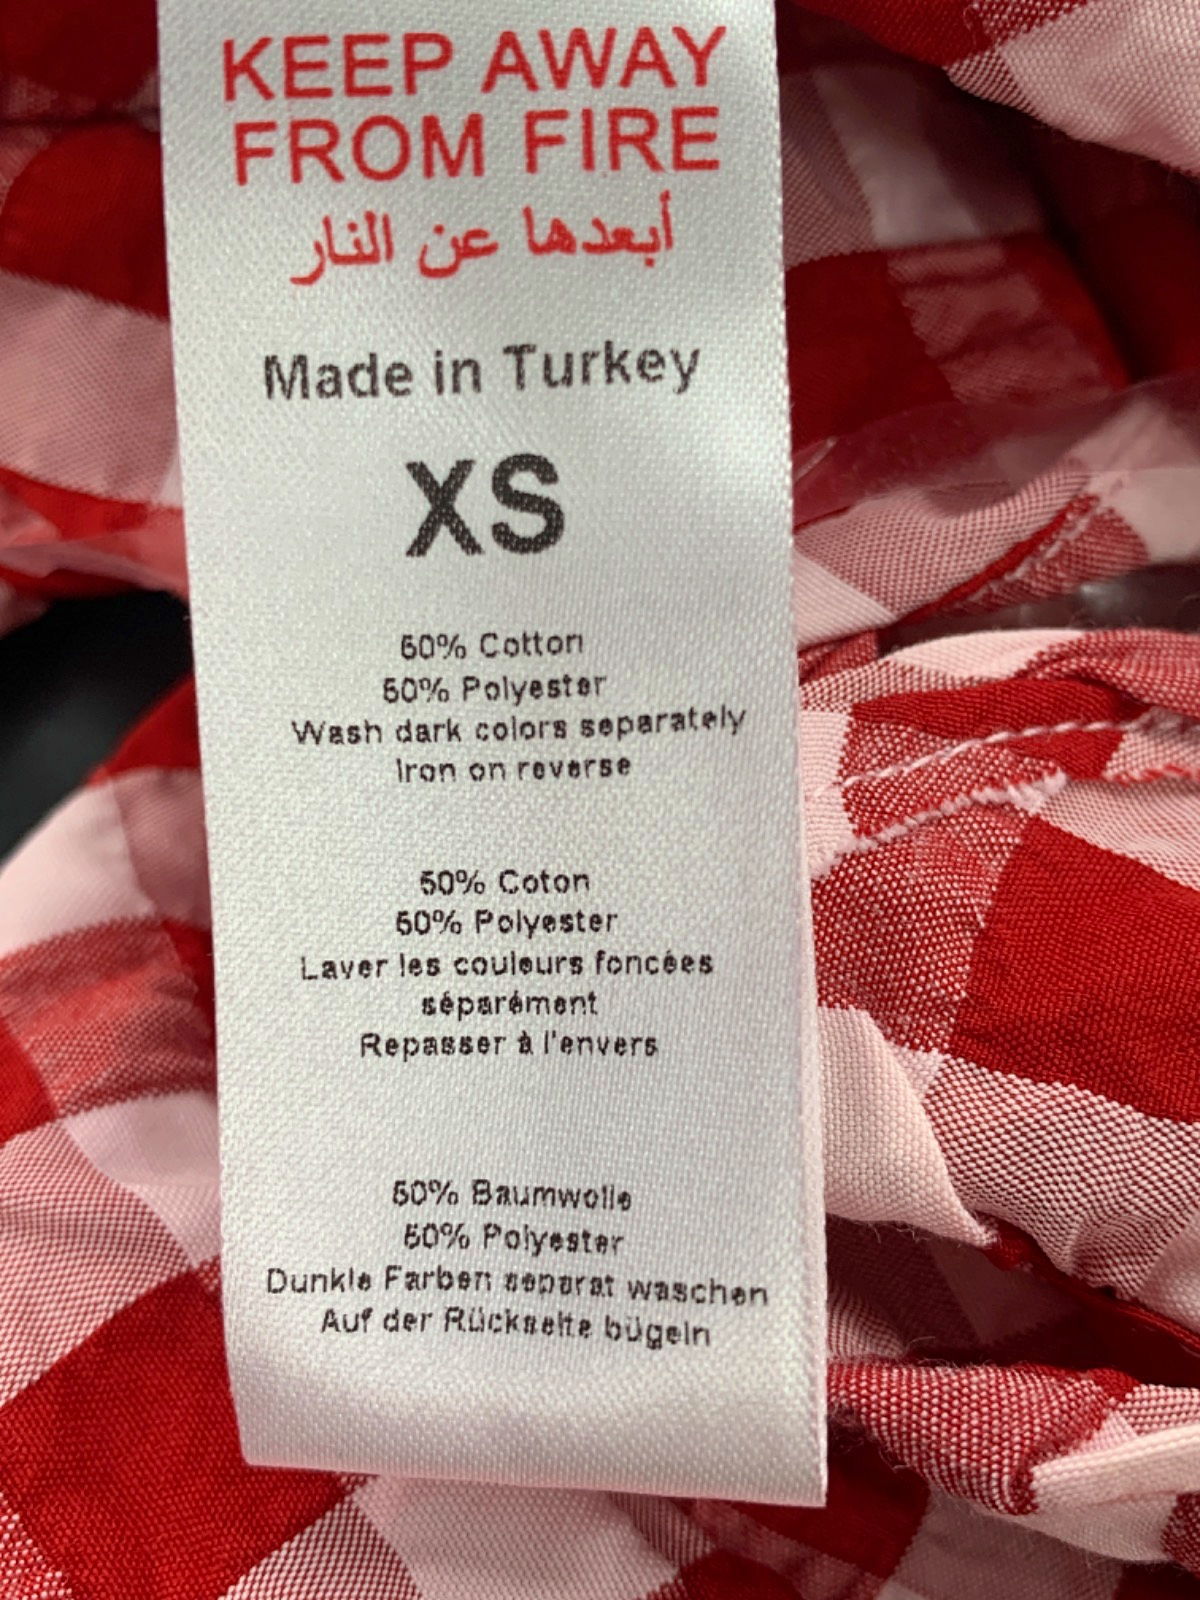 KEEP AWAY
FROM FIRE
أبعدها عن النار
Made in Turkey
XS
50% Cotton
50% Polyester
Wash dark colors separately
Iron on reverse
50% Coton
50% Polyester
Laver les couleurs foncées
séparément
Repasser à l'envers
50% Baumwolle
50% Polyester
Dunkle Farben separat waschen
Auf der Rückseite bügeln